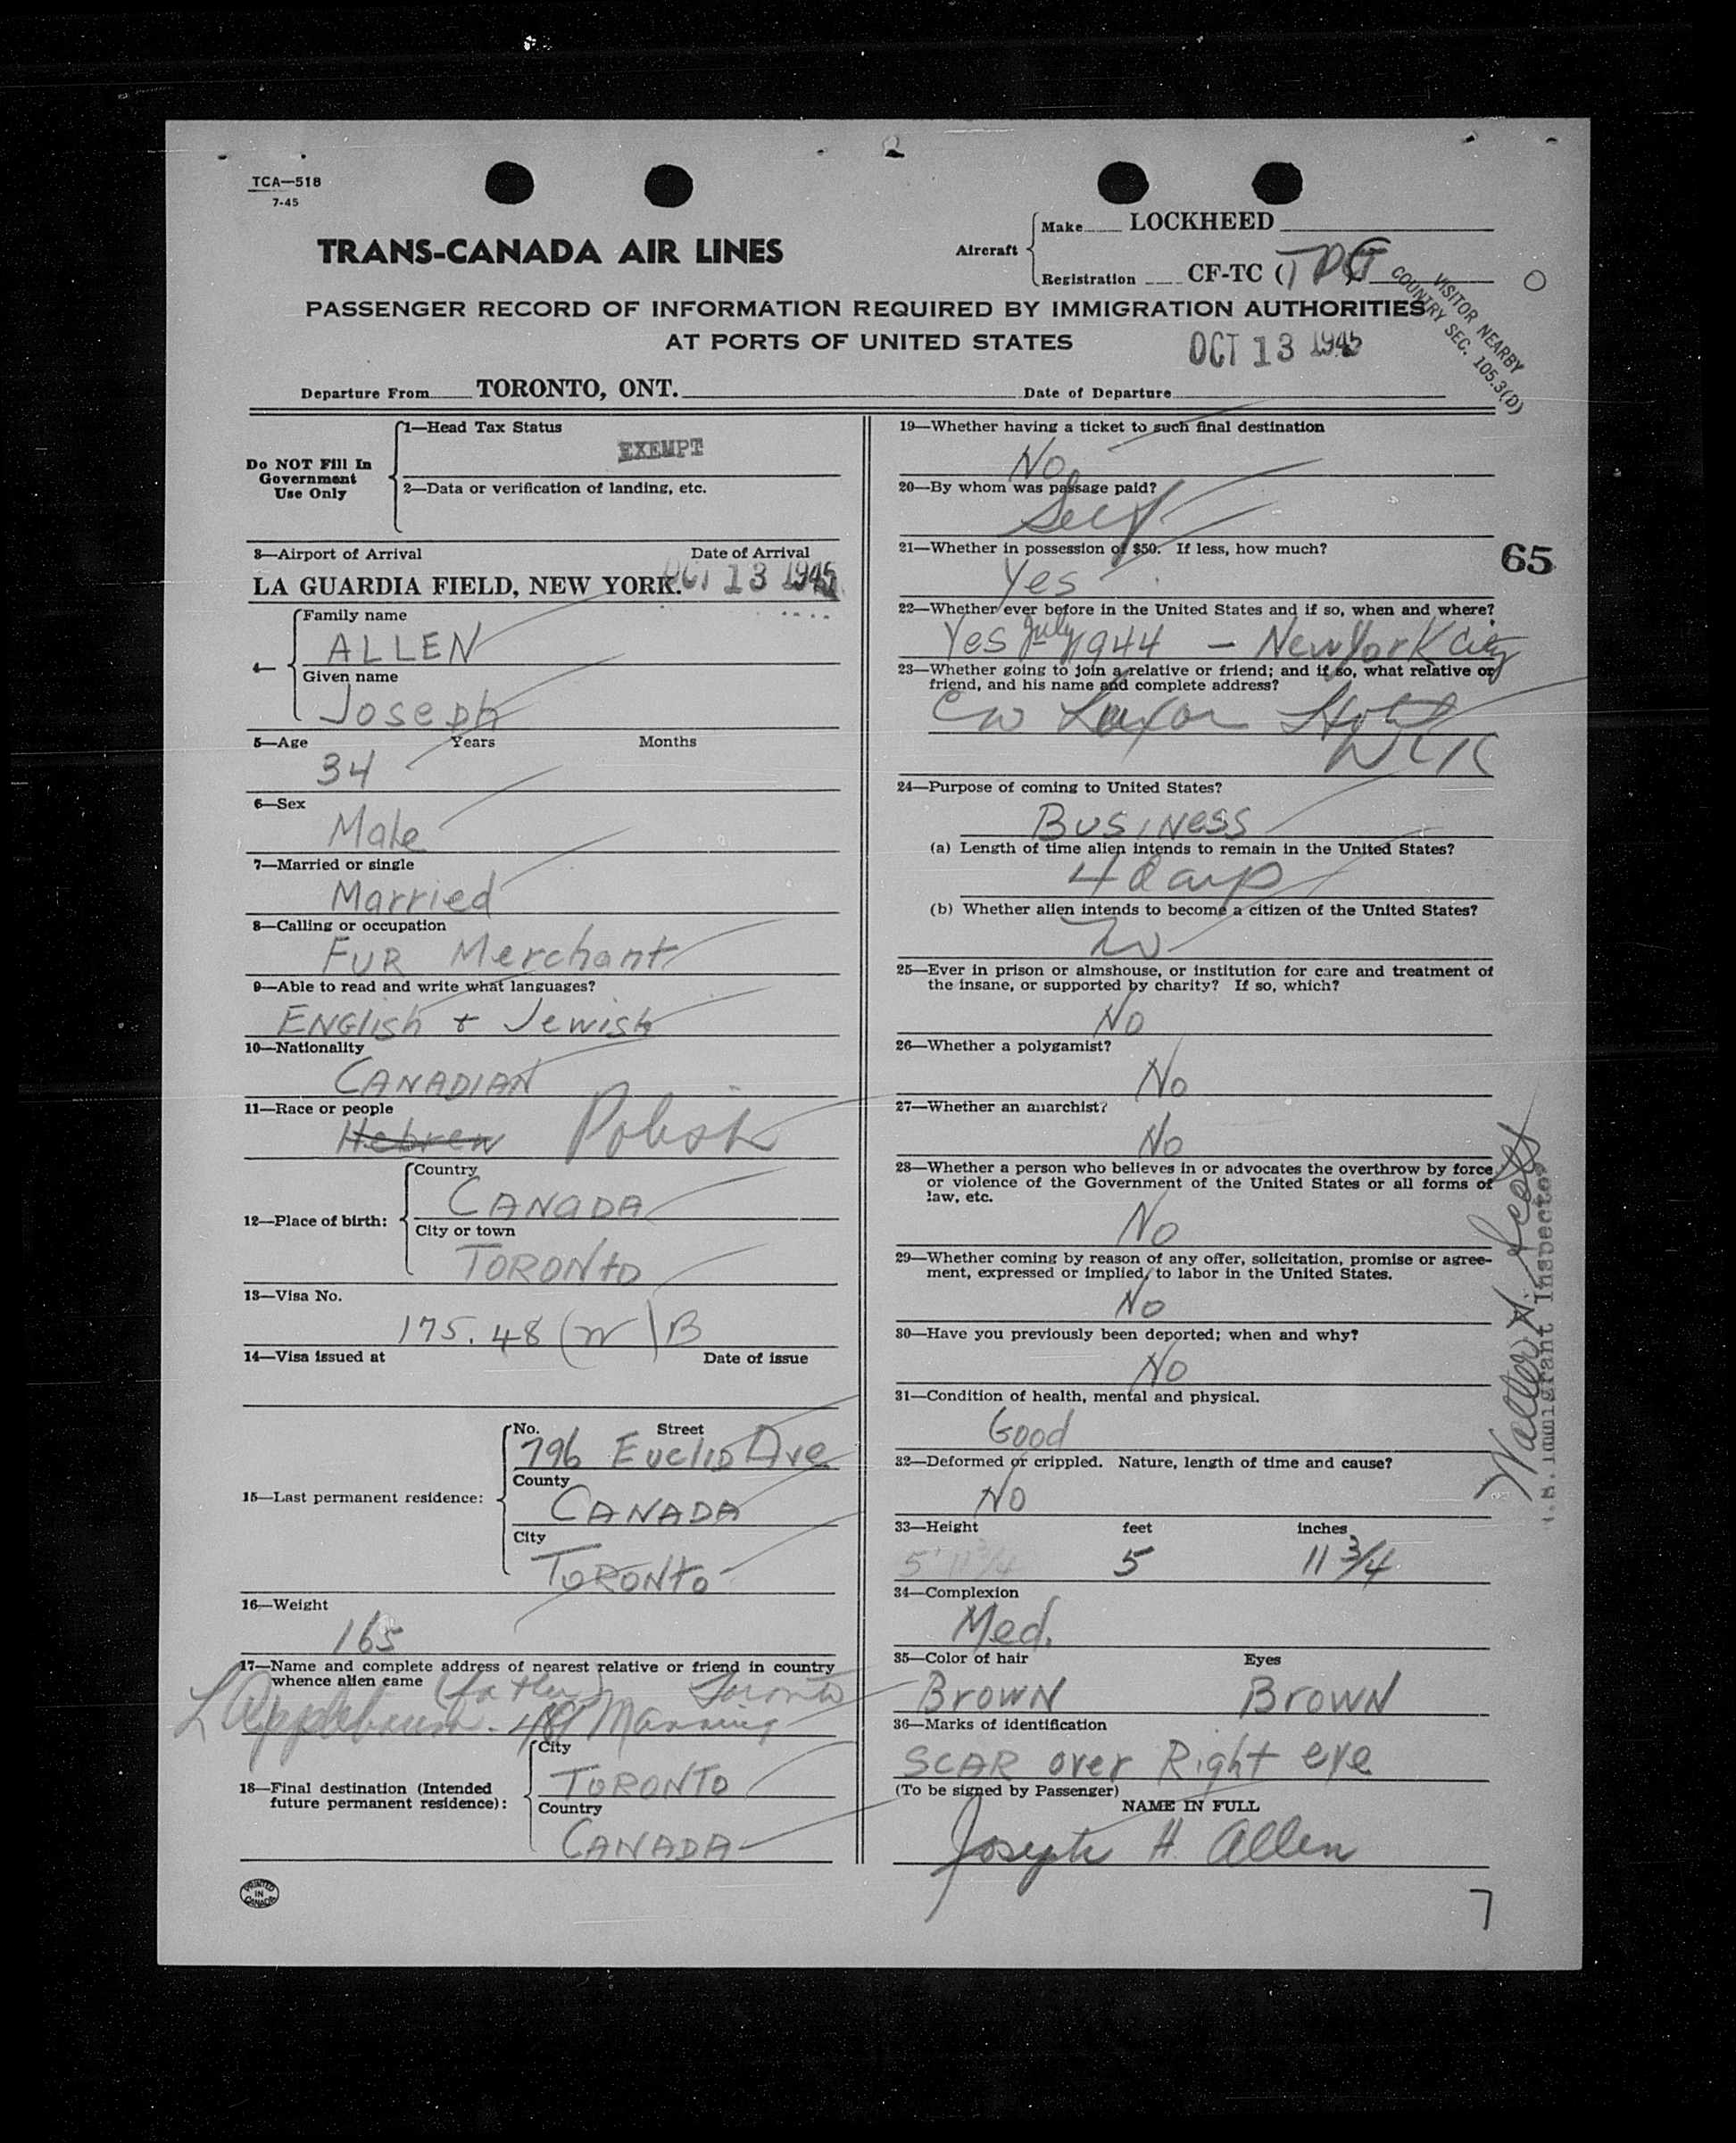 TCA—518
7-45
TRANS-CANADA AIR LINES
Aircraft
Make LOCKHEED
Registration CF-TC (
VISITOR NEARBY
COUNTRY SEC. 105.3(D)
PASSENGER RECORD OF INFORMATION REQUIRED BY IMMIGRATION AUTHORITIES
AT PORTS OF UNITED STATES
OCT 13 1945
Departure From TORONTO, ONT. Date of Departure
Do NOT Fill In
Government
Use Only
1—Head Tax Status
EXEMPT
2—Data or verification of landing, etc.
3—Airport of Arrival Date of Arrival
LA GUARDIA FIELD, NEW YORK. OCT 13 1945
4—
Family name
ALLEN
Given name
Joseph
5—Age Years Months
34
6—Sex
Male
7—Married or single
Married
8—Calling or occupation
FUR Merchant
9—Able to read and write what languages?
ENGlish + Jewish
10—Nationality
CANADIAN
11—Race or people
Hebrew Polish
12—Place of birth:
Country
CANADA
City or town
TORONTO
13—Visa No.
175.48 (W) B
14—Visa issued at Date of issue
15—Last permanent residence:
No. Street
796 Euclid Ave
County
CANADA
City
TORONTO
16—Weight
165
17—Name and complete address of nearest relative or friend in country
whence alien came (father) Toronto
L Applebaum - Manning
18—Final destination (Intended
future permanent residence):
City
TORONTO
Country
CANADA
PRINTED
IN
CANADA
19—Whether having a ticket to such final destination
No
20—By whom was passage paid?
Self
21—Whether in possession of $50. If less, how much?
Yes
65
22—Whether ever before in the United States and if so, when and where?
Yes July 1944 — New York City
23—Whether going to join a relative or friend; and if so, what relative or
friend, and his name and complete address?
Hotel
24—Purpose of coming to United States?
Business
(a) Length of time alien intends to remain in the United States?
4 days
(b) Whether alien intends to become a citizen of the United States?
No
25—Ever in prison or almshouse, or institution for care and treatment of
the insane, or supported by charity? If so, which?
No
26—Whether a polygamist?
No
27—Whether an anarchist?
No
28—Whether a person who believes in or advocates the overthrow by force
or violence of the Government of the United States or all forms of
law, etc.
No
29—Whether coming by reason of any offer, solicitation, promise or agree-
ment, expressed or implied, to labor in the United States.
No
30—Have you previously been deported; when and why?
No
31—Condition of health, mental and physical.
Good
32—Deformed or crippled. Nature, length of time and cause?
No
33—Height feet inches
5' 11 3/4 5 11 3/4
34—Complexion
Med.
35—Color of hair Eyes
Brown Brown
36—Marks of identification
SCAR over Right eye
(To be signed by Passenger)
NAME IN FULL
Joseph H. Allen
7
Immigrant Inspector